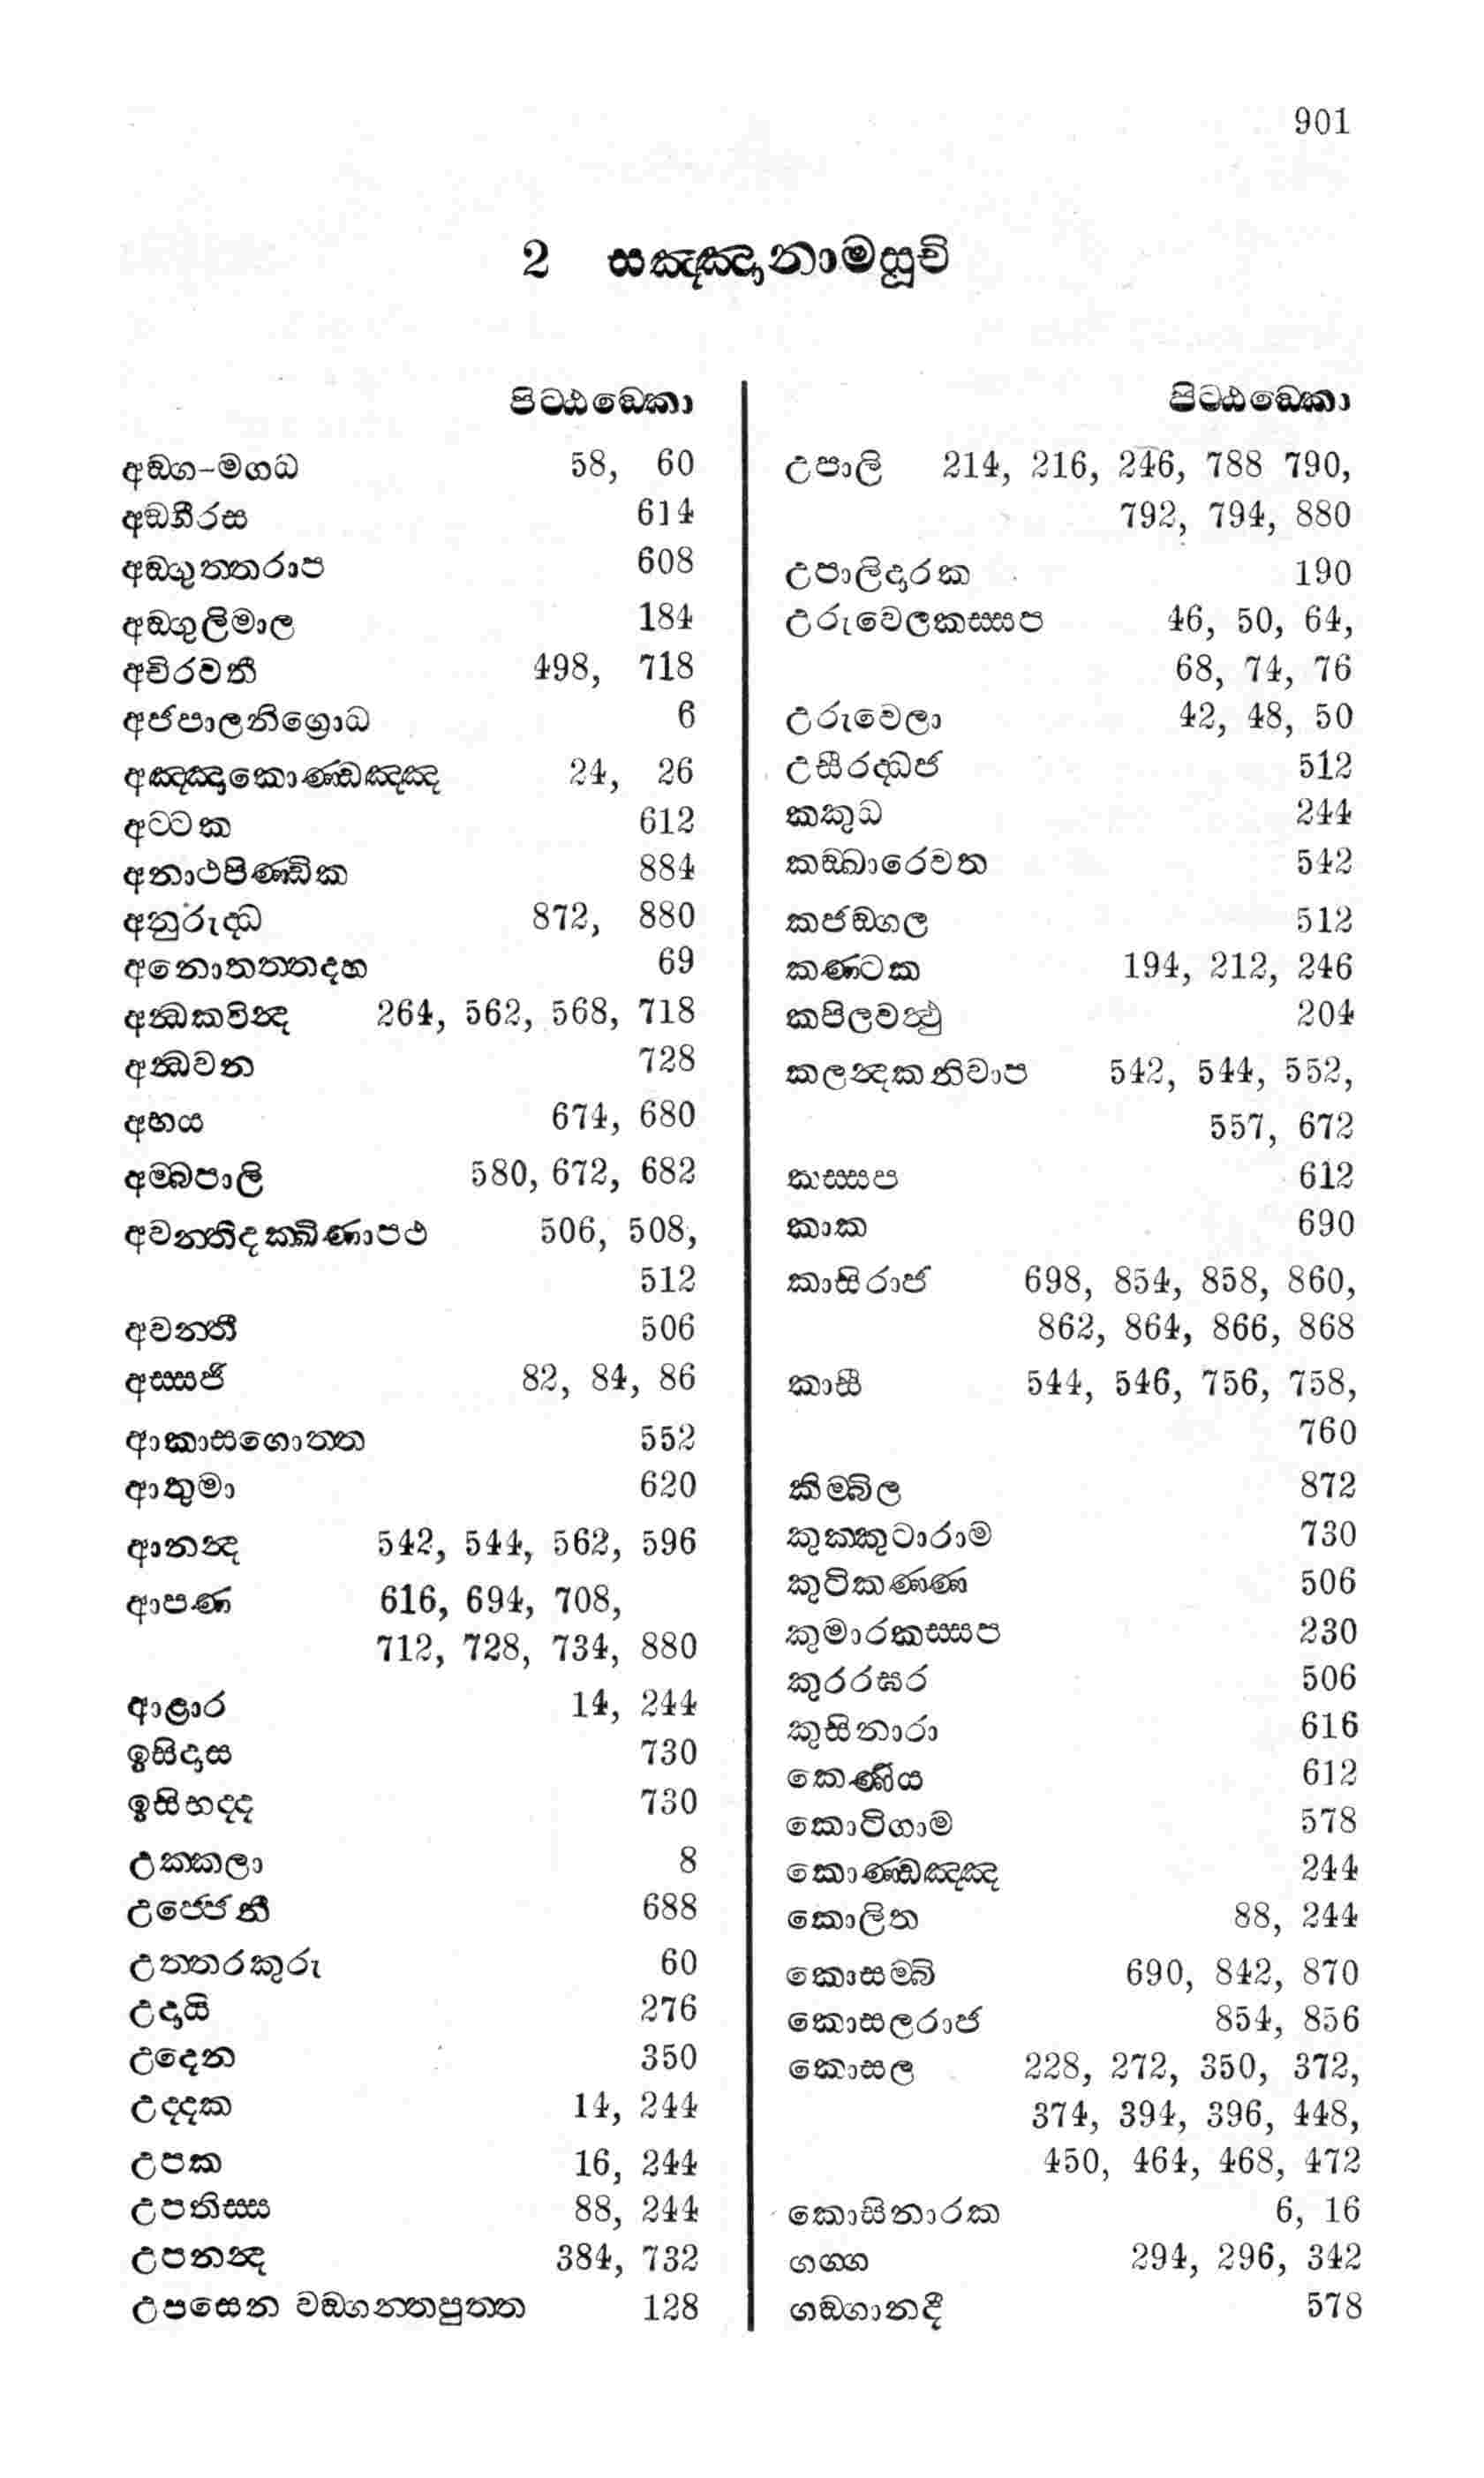 901
2 සඤ්ඤානාමසූචි
පිට්ඨඞ්කො
අඞ්ග-මගධ 58, 60
අඞ්ගීරස 614
අඞ්ගුත්තරාප 608
අඞ්ගුලිමාල 184
අචිරවතී 498, 718
අජපාලනිග්‍රොධ 6
අඤ්ඤාකොණ්ඩඤ්ඤ 24, 26
අට්ටක 612
අනාථපිණ්ඩික 884
අනුරුද්ධ 872, 880
අනොතත්තදහ 69
අන්ධකවින්ද 264, 562, 568, 718
අන්ධවන 728
අභය 674, 680
අම්බපාලි 580, 672, 682
අවන්තිදක්ඛිණාපථ 506, 508,
512
අවන්තී 506
අස්සජි 82, 84, 86
ආකාසගොත්ත 552
ආතුමා 620
ආනන්ද 542, 544, 562, 596
ආපණ 616, 694, 708,
712, 728, 734, 880
ආළාර 14, 244
ඉසිදාස 730
ඉසිභද්ද 730
උක්කලා 8
උජ්ජෙනී 688
උත්තරකුරු 60
උදායි 276
උදෙන 350
උද්දක 14, 244
උපක 16, 244
උපතිස්ස 88, 244
උපනන්ද 384, 732
උපසෙන වඞ්ගන්තපුත්ත 128
පිට්ඨඞ්කො
උපාලි 214, 216, 246, 788 790,
792, 794, 880
උපාලිදාරක 190
උරුවෙලකස්සප 46, 50, 64,
68, 74, 76
උරුවෙලා 42, 48, 50
උසීරද්ධජ 512
කකුධ 244
කඞ්ඛාරෙවත 542
කජඞ්ගල 512
කණ්ටක 194, 212, 246
කපිලවත්ථු 204
කලන්දකනිවාප 542, 544, 552,
557, 672
කස්සප 612
කාක 690
කාසිරාජ 698, 854, 858, 860,
862, 864, 866, 868
කාසී 544, 546, 756, 758,
760
කිම්බිල 872
කුක්කුටාරාම 730
කුටිකණ්ණ 506
කුමාරකස්සප 230
කුරරඝර 506
කුසිනාරා 616
කෙණිය 612
කොටිගාම 578
කොණ්ඩඤ්ඤ 244
කොලිත 88, 244
කොසම්බි 690, 842, 870
කොසලරාජ 854, 856
කොසල 228, 272, 350, 372,
374, 394, 396, 448,
450, 464, 468, 472
කොසිනාරක 6, 16
ගග්ග 294, 296, 342
ගඞ්ගානදී 578